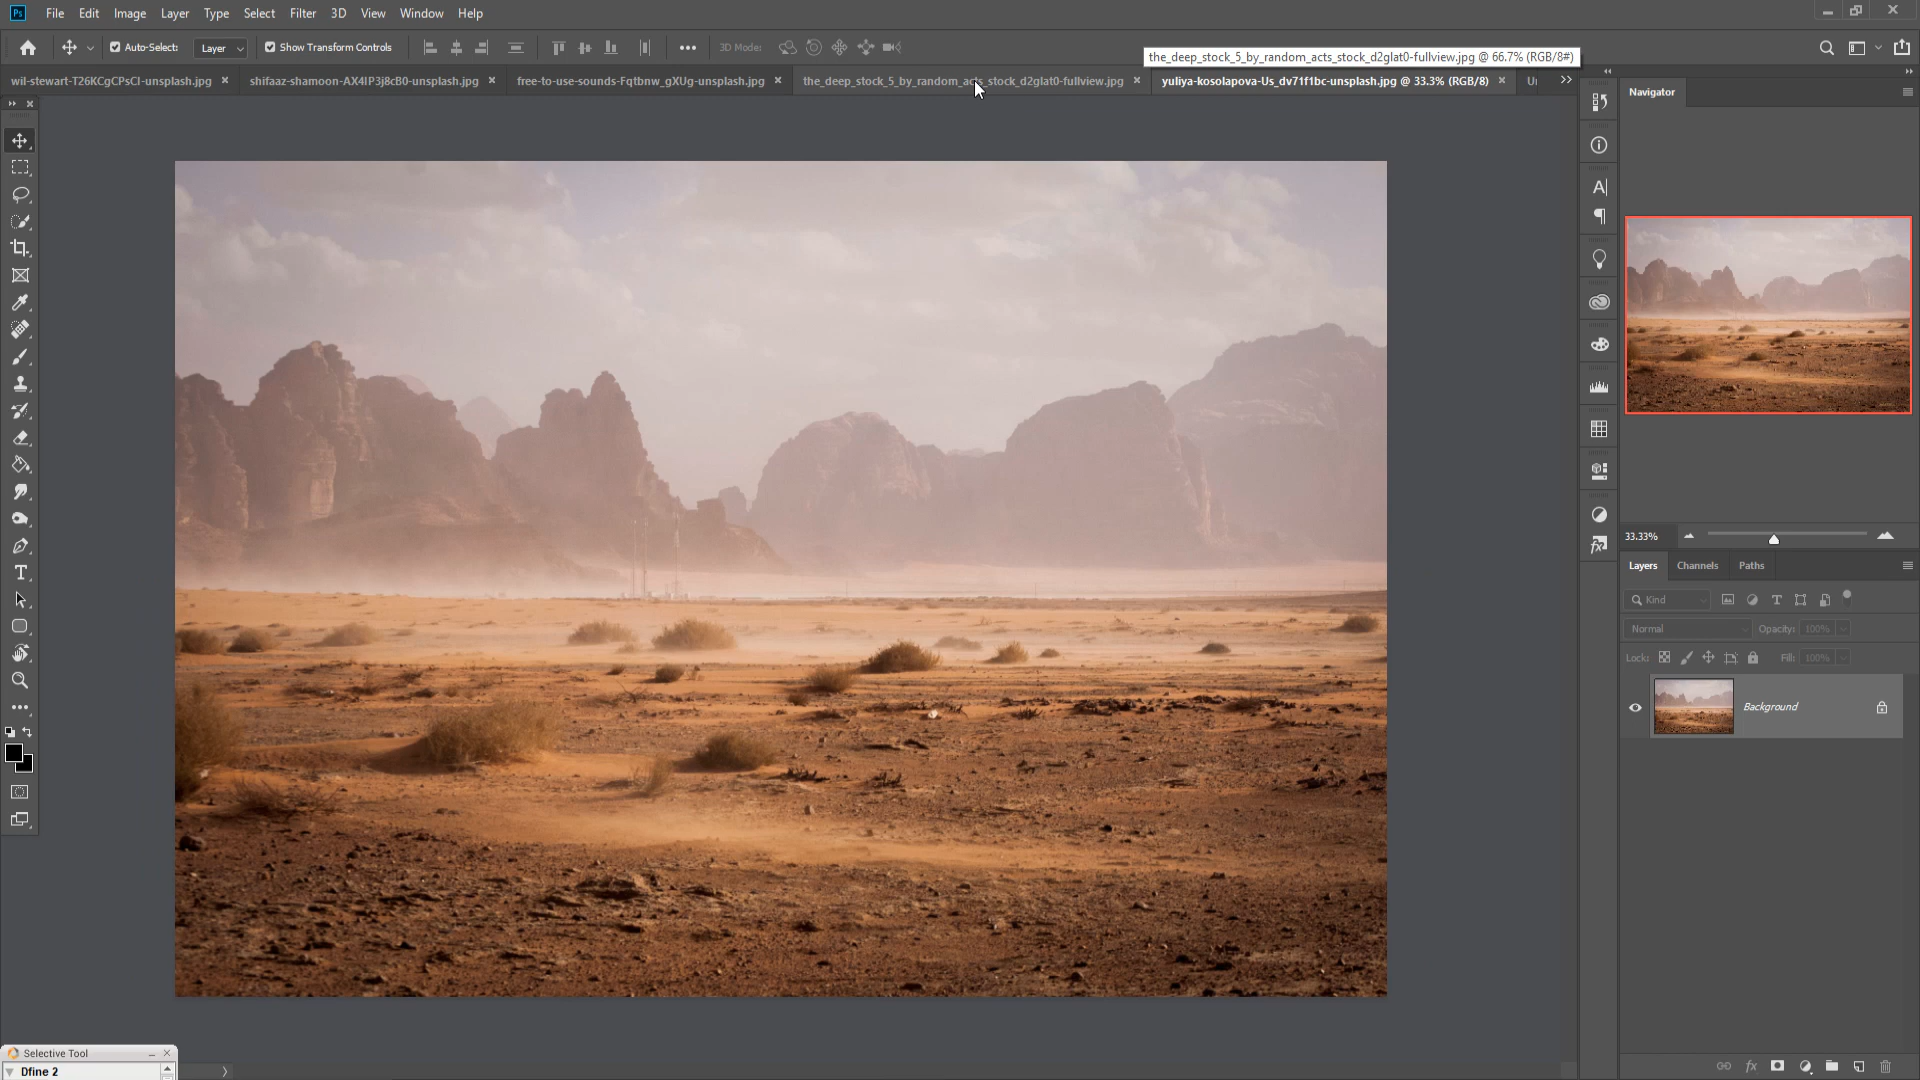 Ps File Edit Image Layer Type Select Filter 3D View Window Help
Auto-Select: Layer Show Transform Controls 3D Mode:
the_deep_stock_5_by_random_acts_stock_d2glat0-fullview.jpg @ 66.7% (RGB/8#)
wil-stewart-T26KCgCPsCI-unsplash.jpg × shifaaz-shamoon-AX4IP3j8cB0-unsplash.jpg × free-to-use-sounds-Fqtbnw_gXUg-unsplash.jpg × the_deep_stock_5_by_random_acts_stock_d2glat0-fullview.jpg × yuliya-kosolapova-Us_dv71f1bc-unsplash.jpg @ 33.3% (RGB/8) ×
Navigator
33.33%
Layers Channels Paths
Kind
Normal Opacity: 100%
Lock: Fill: 100%
Background
Selective Tool
Dfine 2